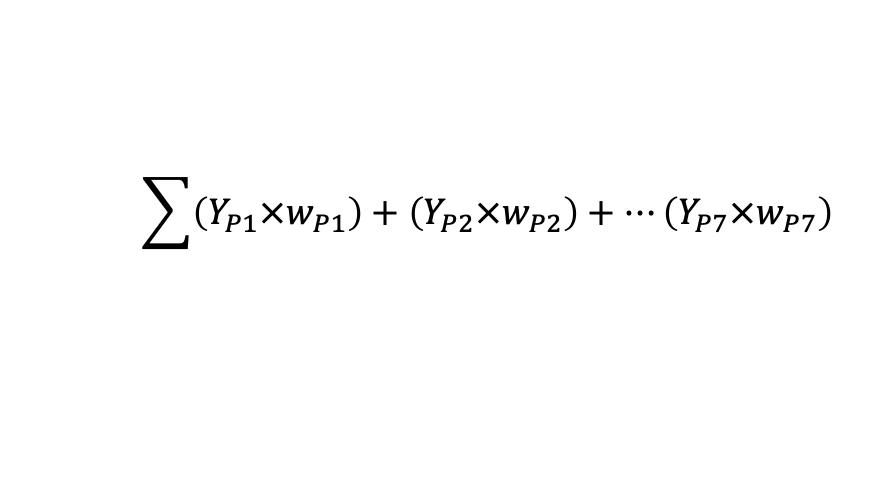 ∑(Y_{P1}×w_{P1}) + (Y_{P2}×w_{P2}) + ⋯ (Y_{P7}×w_{P7})